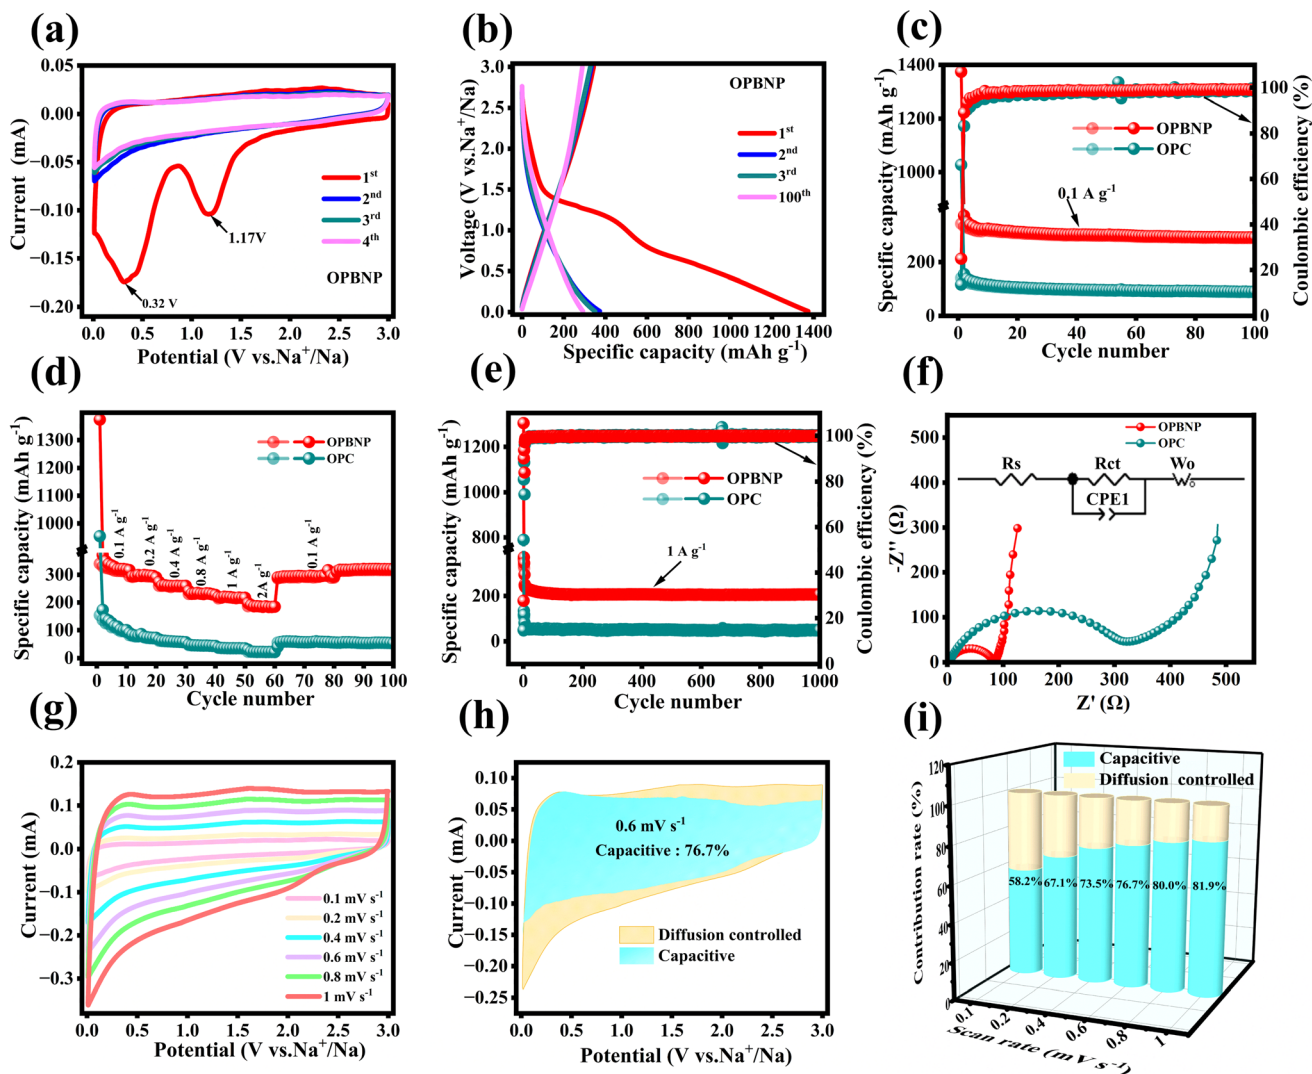 (a)
0.05
0.00
−0.05
−0.10
−0.15
−0.20
Current (mA)
1st
2nd
3rd
4th
1.17V
0.32 V
OPBNP
0.0 0.5 1.0 1.5 2.0 2.5 3.0
Potential (V vs.Na+/Na)
(b)
3.0
2.5
2.0
1.5
1.0
0.5
0.0
Voltage (V vs.Na+/Na)
OPBNP
1st
2nd
3rd
100th
0 200 400 600 800 1000 1200 1400
Specific capacity (mAh g-1)
(c)
1400
1300
1200
1000
200
0
Specific capacity (mAh g-1)
OPBNP
OPC
0.1 A g-1
100
80
60
40
20
0
Coulombic efficiency (%)
0 20 40 60 80 100
Cycle number
(d)
1300
1200
1000
300
200
100
0
Specific capacity (mAh g-1)
OPBNP
OPC
0.1 A g-1
0.2 A g-1
0.4 A g-1
0.8 A g-1
1 A g-1
2A g-1
0.1 A g-1
0 10 20 30 40 50 60 70 80 90 100
Cycle number
(e)
1200
1000
800
200
0
Specific capacity (mAh g-1)
OPBNP
OPC
1 A g-1
100
80
60
40
20
0
Coulombic efficiency (%)
0 200 400 600 800 1000
Cycle number
(f)
500
400
300
200
100
0
-Z'' (Ω)
OPBNP
OPC
Rs Rct Wo
CPE1
0 100 200 300 400 500
Z' (Ω)
(g)
0.2
0.1
0.0
−0.1
−0.2
−0.3
Current (mA)
0.1 mV s-1
0.2 mV s-1
0.4 mV s-1
0.6 mV s-1
0.8 mV s-1
1 mV s-1
0.0 0.5 1.0 1.5 2.0 2.5 3.0
Potential (V vs.Na+/Na)
(h)
0.10
0.05
0.00
−0.05
−0.10
−0.15
−0.20
−0.25
Current (mA)
0.6 mV s-1
Capacitive : 76.7%
Diffusion controlled
Capacitive
0.0 0.5 1.0 1.5 2.0 2.5 3.0
Potential (V vs.Na+/Na)
(i)
120
100
80
60
40
20
0
Contribution rate (%)
Capacitive
Diffusion controlled
58.2% 67.1% 73.5% 76.7% 80.0% 81.9%
0.1 0.2 0.4 0.6 0.8 1
Scan rate (mV s-1)